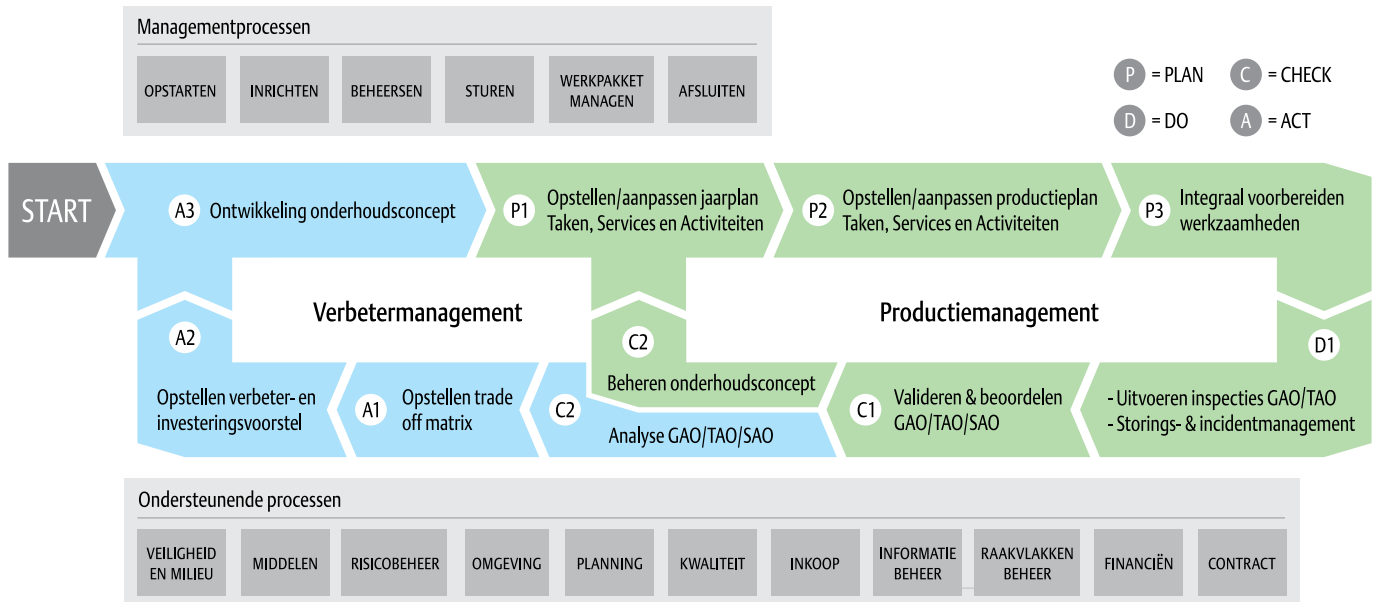 Managementprocessen
OPSTARTEN
INRICHTEN
BEHEERSEN
STUREN
WERKPAKKET
MANAGEN
AFSLUITEN
P = PLAN
C = CHECK
D = DO
A = ACT
START
A3 Ontwikkeling onderhoudsconcept
P1
Opstellen/aanpassen jaarplan
Taken, Services en Activiteiten
P2
Opstellen/aanpassen productieplan
Taken, Services en Activiteiten
P3
Integraal voorbereiden
werkzaamheden
Verbetermanagement
Productiemanagement
A2
Opstellen verbeter- en
investeringsvoorstel
A1
Opstellen trade
off matrix
C2
Analyse GAO/TAO/SAO
C2
Beheren onderhoudsconcept
C1
Valideren & beoordelen
GAO/TAO/SAO
D1
- Uitvoeren inspecties GAO/TAO
- Storings- & incidentmanagement
Ondersteunende processen
VEILIGHEID
EN MILIEU
MIDDELEN
RISICOBEHEER
OMGEVING
PLANNING
KWALITEIT
INKOOP
INFORMATIE
BEHEER
RAAKVLAKKEN
BEHEER
FINANCIËN
CONTRACT